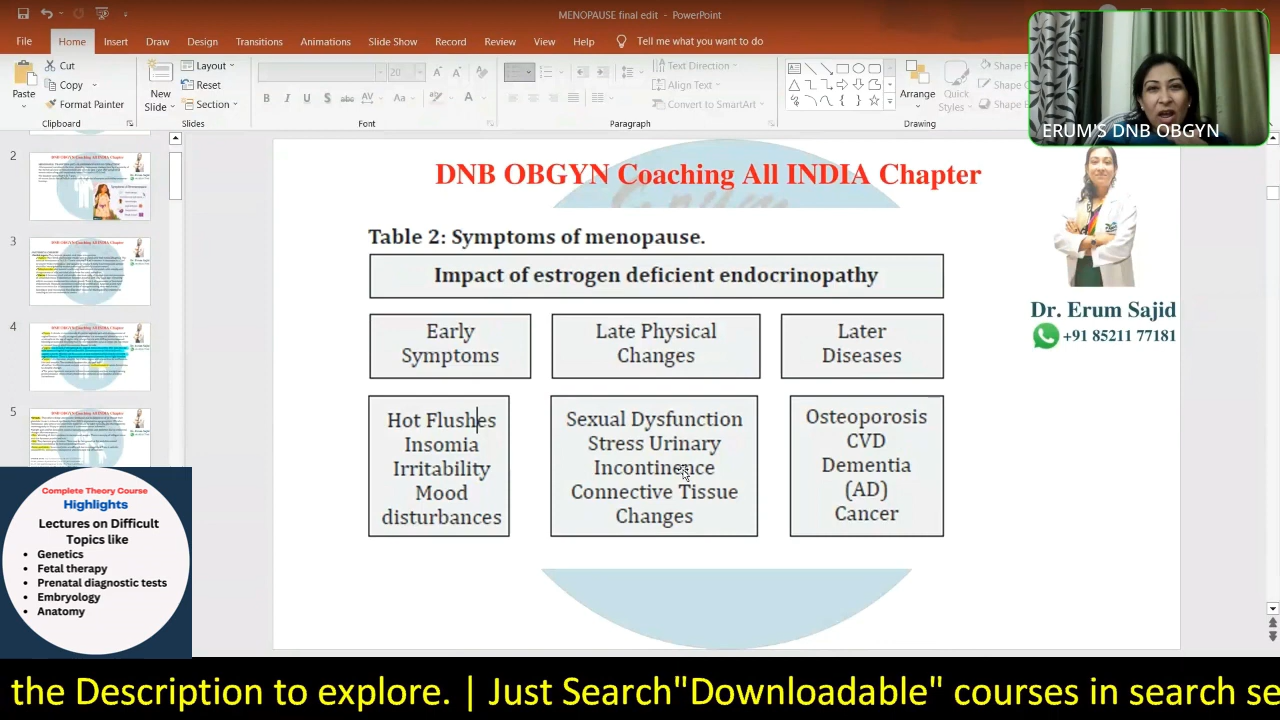 MENOPAUSE final edit - PowerPoint
File Home Insert Draw Design Transitions Animations Slide Show Record Review View Help Tell me what you want to do
Paste
Cut
Copy
Format Painter
Clipboard
New
Slide
Layout
Reset
Section
Slides
20
Font
Text Direction
Align Text
Convert to SmartArt
Paragraph
Arrange
Quick
Styles
Shape
Drawing
ERUM'S DNB OBGYN
DNB OBGYN Coaching All INDIA Chapter
Table 2: Symptoms of menopause.
Impact of estrogen deficient endocrinopathy
Early
Symptoms
Late Physical
Changes
Later
Diseases
Hot Flushes
Insomia
Irritability
Mood
disturbances
Sexual Dysfunction
Stress Urinary
Incontinence
Connective Tissue
Changes
Osteoporosis
CVD
Dementia
(AD)
Cancer
Dr. Erum Sajid
+91 85211 77181
3
4
5
Complete Theory Course
Highlights
Lectures on Difficult
Topics like
• Genetics
• Fetal therapy
• Prenatal diagnostic tests
• Embryology
• Anatomy
the Description to explore. | Just Search"Downloadable" courses in search se